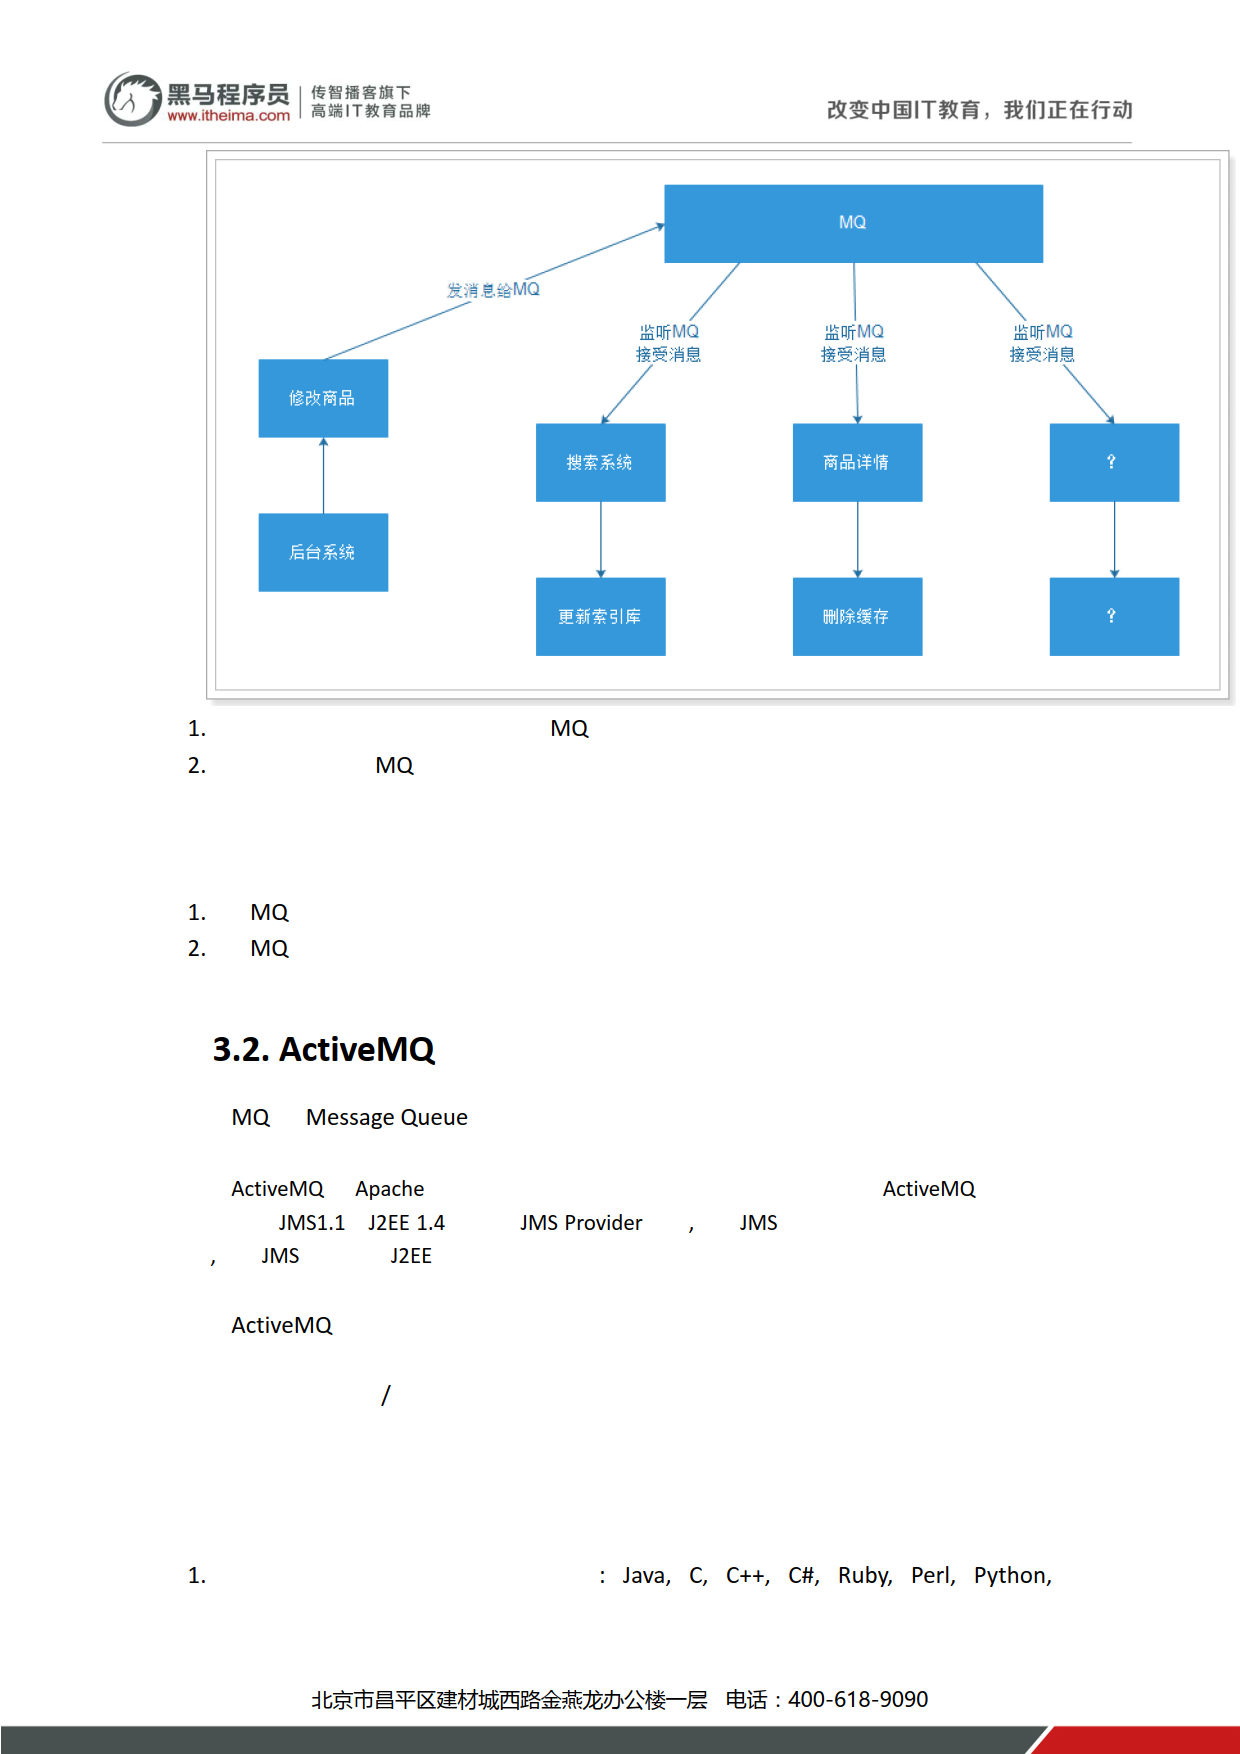 黑马程序员
www.itheima.com
传智播客旗下
高端IT教育品牌
改变中国IT教育，我们正在行动
MQ
发消息给MQ
监听MQ
接受消息
监听MQ
接受消息
监听MQ
接受消息
修改商品
搜索系统
商品详情
?
后台系统
更新索引库
删除缓存
?
1. MQ
2. MQ
1. MQ
2. MQ
3.2. ActiveMQ
MQ Message Queue
ActiveMQ Apache ActiveMQ
JMS1.1 J2EE 1.4 JMS Provider , JMS
, JMS J2EE
ActiveMQ
/
1. : Java, C, C++, C#, Ruby, Perl, Python,
北京市昌平区建材城西路金燕龙办公楼一层 电话：400-618-9090